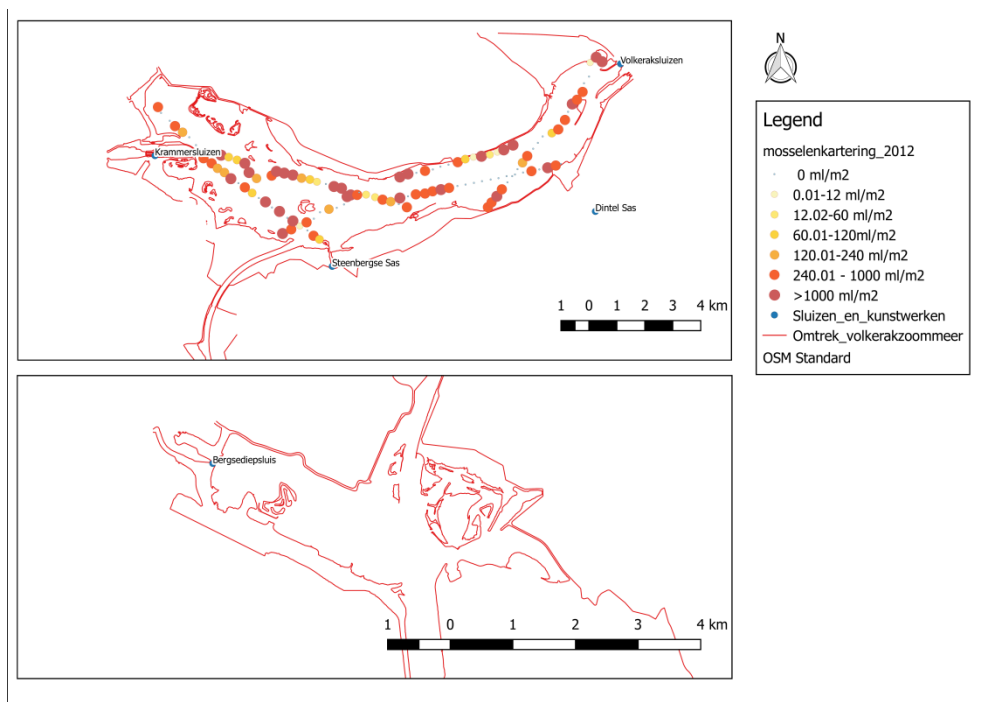 Volkeraksluizen
Krammersluizen
Dintel Sas
Steenbergse Sas
1 0 1 2 3 4 km
N
Legend
mosselenkartering_2012
0 ml/m2
0.01-12 ml/m2
12.02-60 ml/m2
60.01-120ml/m2
120.01-240 ml/m2
240.01 - 1000 ml/m2
>1000 ml/m2
Sluizen_en_kunstwerken
Omtrek_volkerakzoommeer
OSM Standard
Bergsediepsluis
1 0 1 2 3 4 km